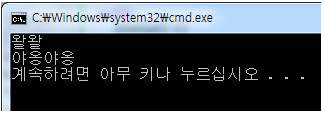 C:₩Windows₩system32₩cmd.exe
왈왈
야옹야옹
계속하려면 아무 키나 누르십시오 . . .